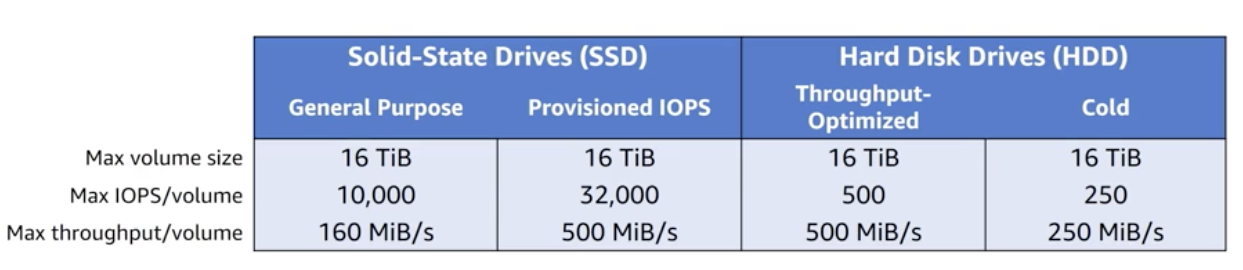 Solid-State Drives (SSD) Hard Disk Drives (HDD)
General Purpose Provisioned IOPS Throughput-
Optimized Cold
Max volume size 16 TiB 16 TiB 16 TiB 16 TiB
Max IOPS/volume 10,000 32,000 500 250
Max throughput/volume 160 MiB/s 500 MiB/s 500 MiB/s 250 MiB/s